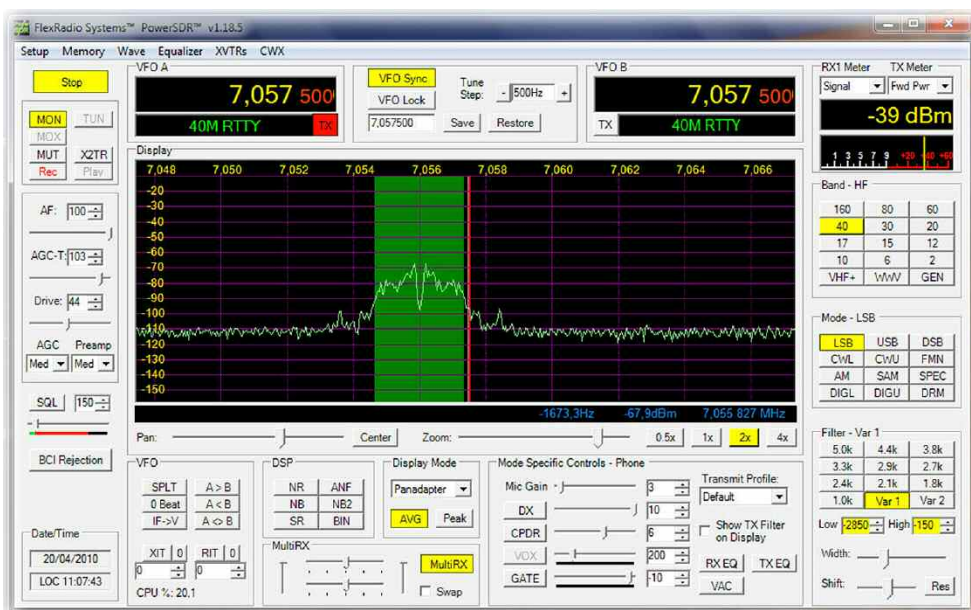 FlexRadio Systems™ PowerSDR™ v1.18.5
Setup Memory Wave Equalizer XVTRs CWX
Stop
MON TUN
MOX
MUT X2TR
Rec Play
AF: 100
AGC-T: 103
Drive: 44
AGC Preamp
Med Med
SQL 150
BCI Rejection
Date/Time
20/04/2010
LOC 11:07:43
VFO A
7,057 500
40M RTTY TX
VFO Sync
VFO Lock
Tune
Step: - 500Hz +
7,057500 Save Restore
VFO B
7,057 500
TX 40M RTTY
RX1 Meter TX Meter
Signal Fwd Pwr
-39 dBm
1 3 5 7 9 +20 +40 +60
Display
7,048 7,050 7,052 7,054 7,056 7,058 7,060 7,062 7,064 7,066
-20
-30
-40
-50
-60
-70
-80
-90
-100
-110
-120
-130
-140
-150
-1673,3Hz -67,9dBm 7,055 827 MHz
Pan: Center Zoom: 0.5x 1x 2x 4x
Band - HF
160 80 60
40 30 20
17 15 12
10 6 2
VHF+ WWV GEN
Mode - LSB
LSB USB DSB
CWL CWU FMN
AM SAM SPEC
DIGL DIGU DRM
Filter - Var 1
5.0k 4.4k 3.8k
3.3k 2.9k 2.7k
2.4k 2.1k 1.8k
1.0k Var 1 Var 2
Low -2850 High -150
Width:
Shift: Res
VFO
SPLT A > B
0 Beat A < B
IF->V A <> B
XIT 0 RIT 0
0 0
CPU %: 20,1
DSP
NR ANF
NB NB2
SR BIN
Display Mode
Panadapter
AVG Peak
MultiRX
MultiRX
Swap
Mode Specific Controls - Phone
Mic Gain 3
DX 10
CPDR 6
VOX 200
GATE -10
Transmit Profile:
Default
Show TX Filter
on Display
RX EQ TX EQ
VAC